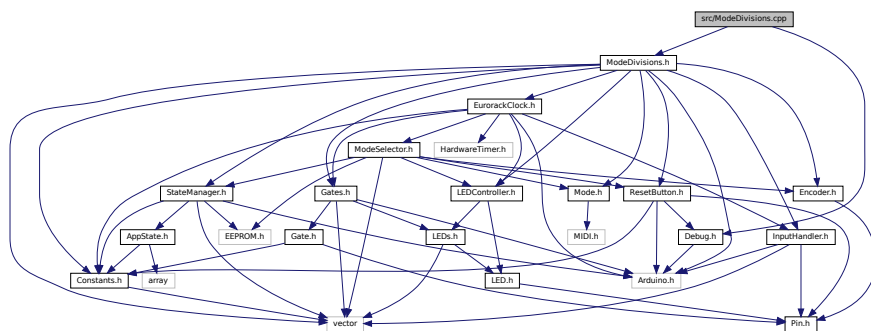 src/ModeDivisions.cpp
ModeDivisions.h
EurorackClock.h
ModeSelector.h
HardwareTimer.h
StateManager.h
Gates.h
LEDController.h
Mode.h
ResetButton.h
Encoder.h
AppState.h
EEPROM.h
Gate.h
LEDs.h
MIDI.h
Debug.h
InputHandler.h
Constants.h
array
LED.h
Arduino.h
vector
Pin.h